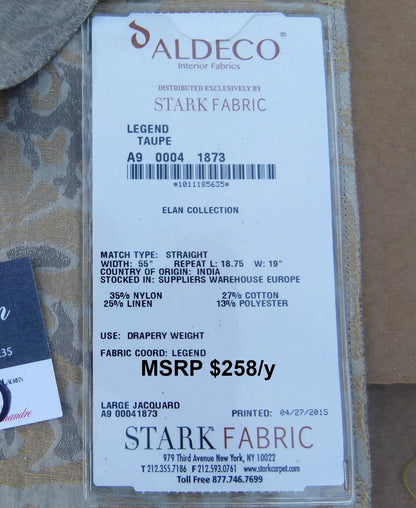 ALDECO®
Interior Fabrics
DISTRIBUTED EXCLUSIVELY BY
STARK FABRIC
LEGEND
TAUPE
A9 0004 1873
*1011185635*
ELAN COLLECTION
MATCH TYPE: STRAIGHT
WIDTH: 55" REPEAT L: 18.75 W: 19"
COUNTRY OF ORIGIN: INDIA
STOCKED IN: SUPPLIERS WAREHOUSE EUROPE
35% NYLON 27% COTTON
25% LINEN 13% POLYESTER
USE: DRAPERY WEIGHT
FABRIC COORD: LEGEND
MSRP $258/y
LARGE JACQUARD
A9 00041873 PRINTED: 04/27/2015
STARK FABRIC
979 Third Avenue New York, NY 10022
T 212.355.7186 F 212.593.0761 www.starkcarpet.com
Toll Free 877.746.7699